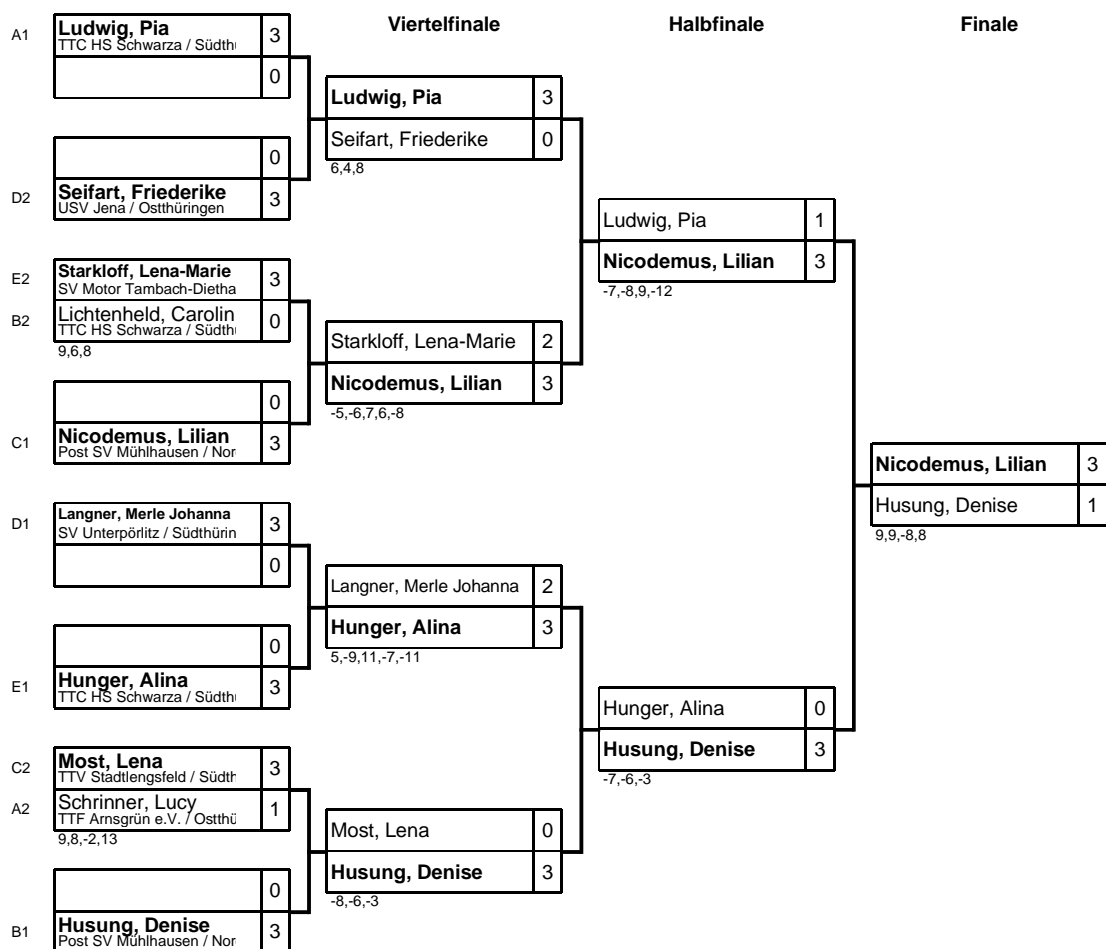 Viertelfinale
Halbfinale
Finale
A1
Ludwig, Pia
3
TTC HS Schwarza / Südth
0
0
D2
Seifart, Friederike
3
USV Jena / Ostthüringen
E2
Starkloff, Lena-Marie
3
SV Motor Tambach-Dietha
B2
Lichtenheld, Carolin
0
TTC HS Schwarza / Südth
9,6,8
0
C1
Nicodemus, Lilian
3
Post SV Mühlhausen / Nor
D1
Langner, Merle Johanna
3
SV Unterpörlitz / Südthürin
0
0
E1
Hunger, Alina
3
TTC HS Schwarza / Südth
C2
Most, Lena
3
TTV Stadtlengsfeld / Südth
A2
Schrinner, Lucy
1
TTF Arnsgrün e.V. / Ostthü
9,8,-2,13
0
B1
Husung, Denise
3
Post SV Mühlhausen / Nor
Ludwig, Pia
3
Seifart, Friederike
0
6,4,8
Starkloff, Lena-Marie
2
Nicodemus, Lilian
3
-5,-6,7,6,-8
Langner, Merle Johanna
2
Hunger, Alina
3
5,-9,11,-7,-11
Most, Lena
0
Husung, Denise
3
-8,-6,-3
Ludwig, Pia
1
Nicodemus, Lilian
3
-7,-8,9,-12
Hunger, Alina
0
Husung, Denise
3
-7,-6,-3
Nicodemus, Lilian
3
Husung, Denise
1
9,9,-8,8